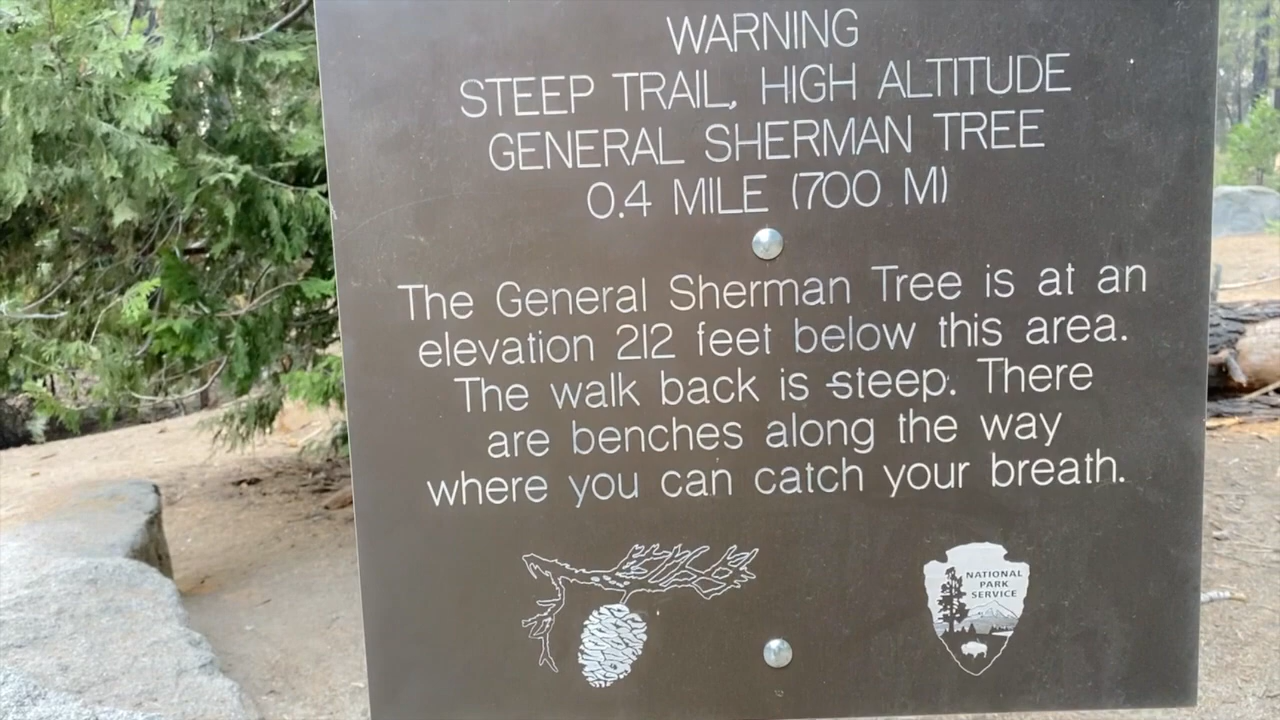 WARNING
STEEP TRAIL, HIGH ALTITUDE
GENERAL SHERMAN TREE
0.4 MILE (700 M)
The General Sherman Tree is at an
elevation 212 feet below this area.
The walk back is steep. There
are benches along the way
where you can catch your breath.
NATIONAL
PARK
SERVICE